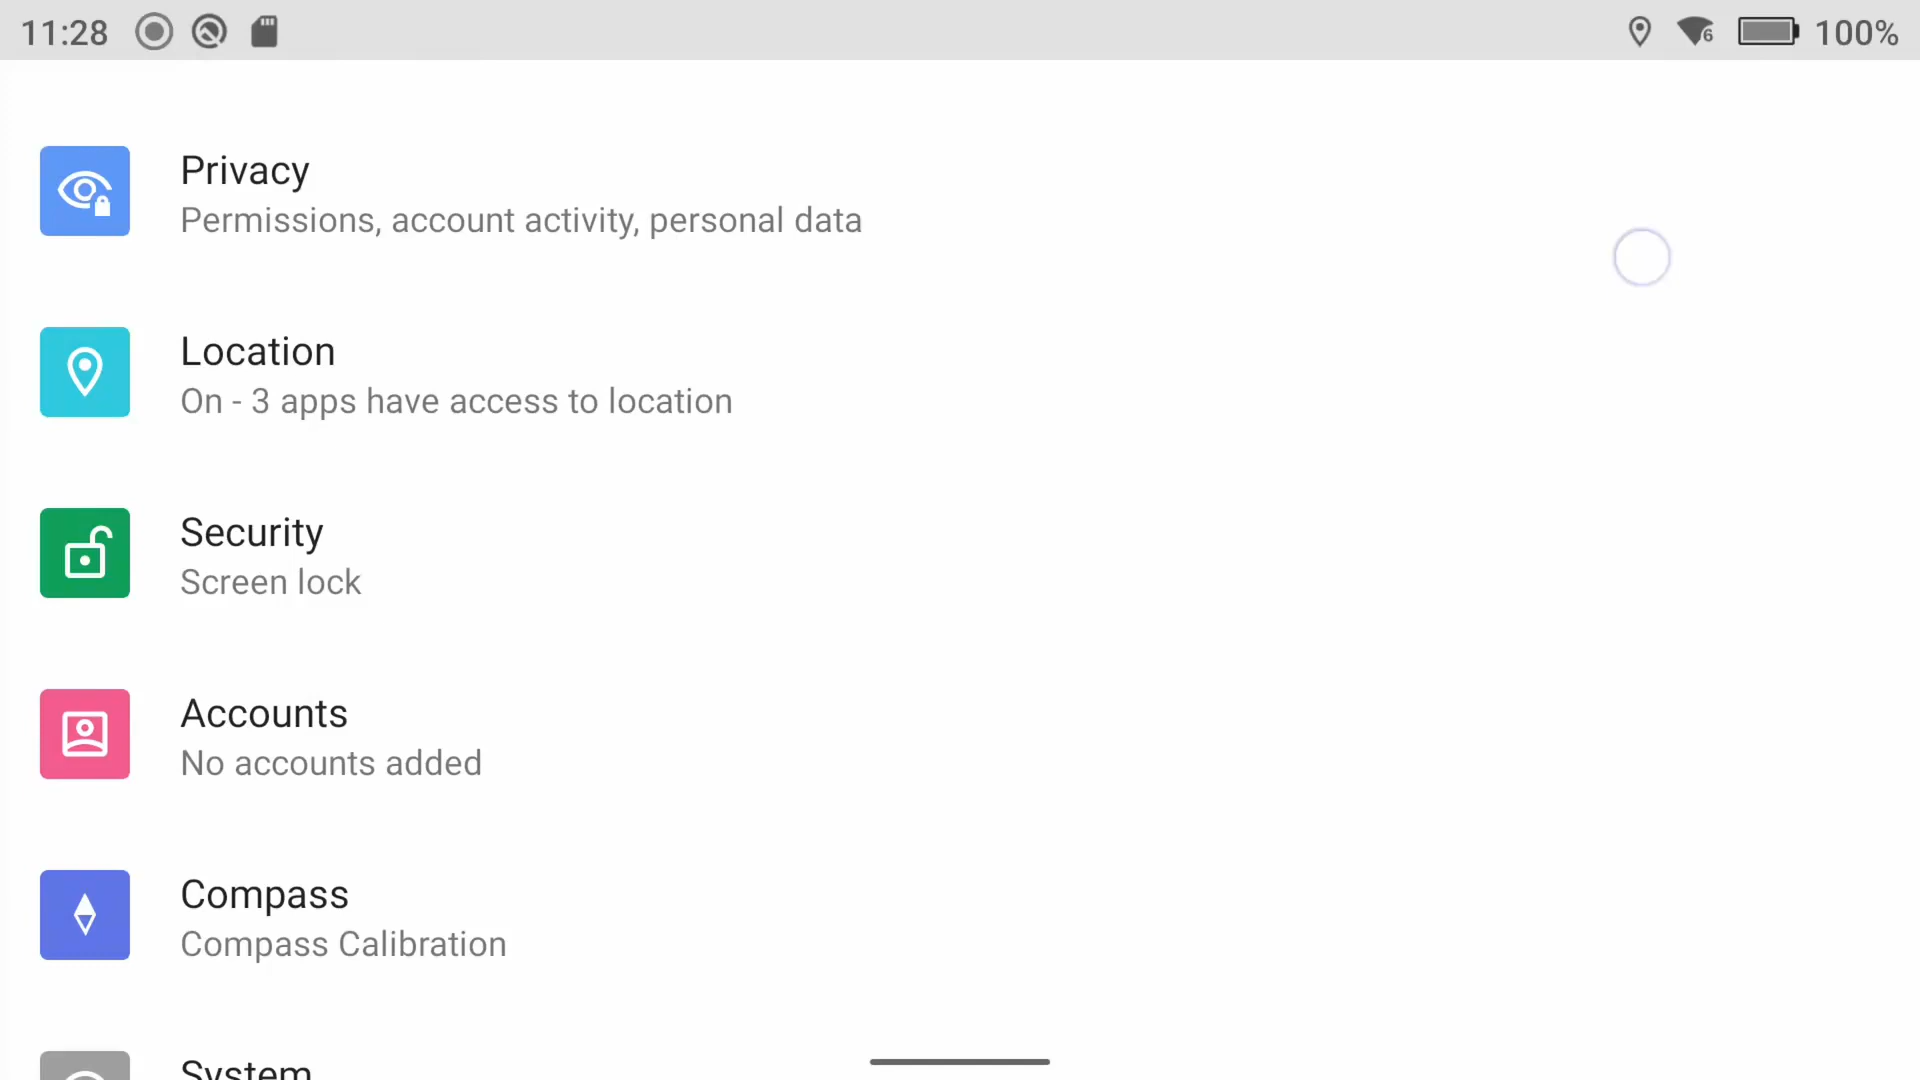 11:28 6 100%
Privacy
Permissions, account activity, personal data
Location
On - 3 apps have access to location
Security
Screen lock
Accounts
No accounts added
Compass
Compass Calibration
System